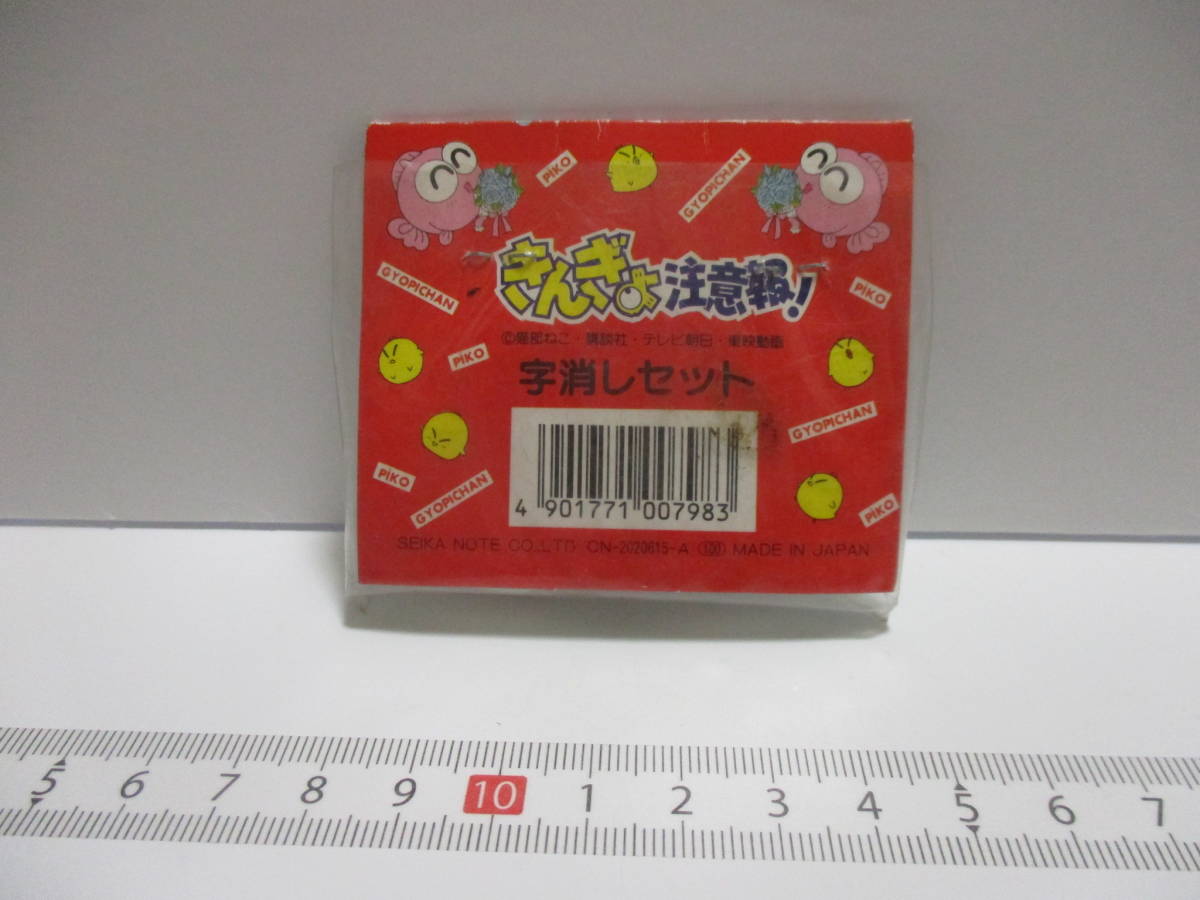 PiKO
GYOPICHAN
きんぎょ注意報!
GYOPICHAN
PiKO
©猫部ねこ・講談社・テレビ朝日・東映動画
PiKO
字消しセット
GYOPICHAN
PiKO
GYOPICHAN
PiKO
4 901771 007983
SEIKA NOTE CO.,LTD. CN-2020615-A 100 MADE IN JAPAN
5 6 7 8 9 10 1 2 3 4 5 6 7